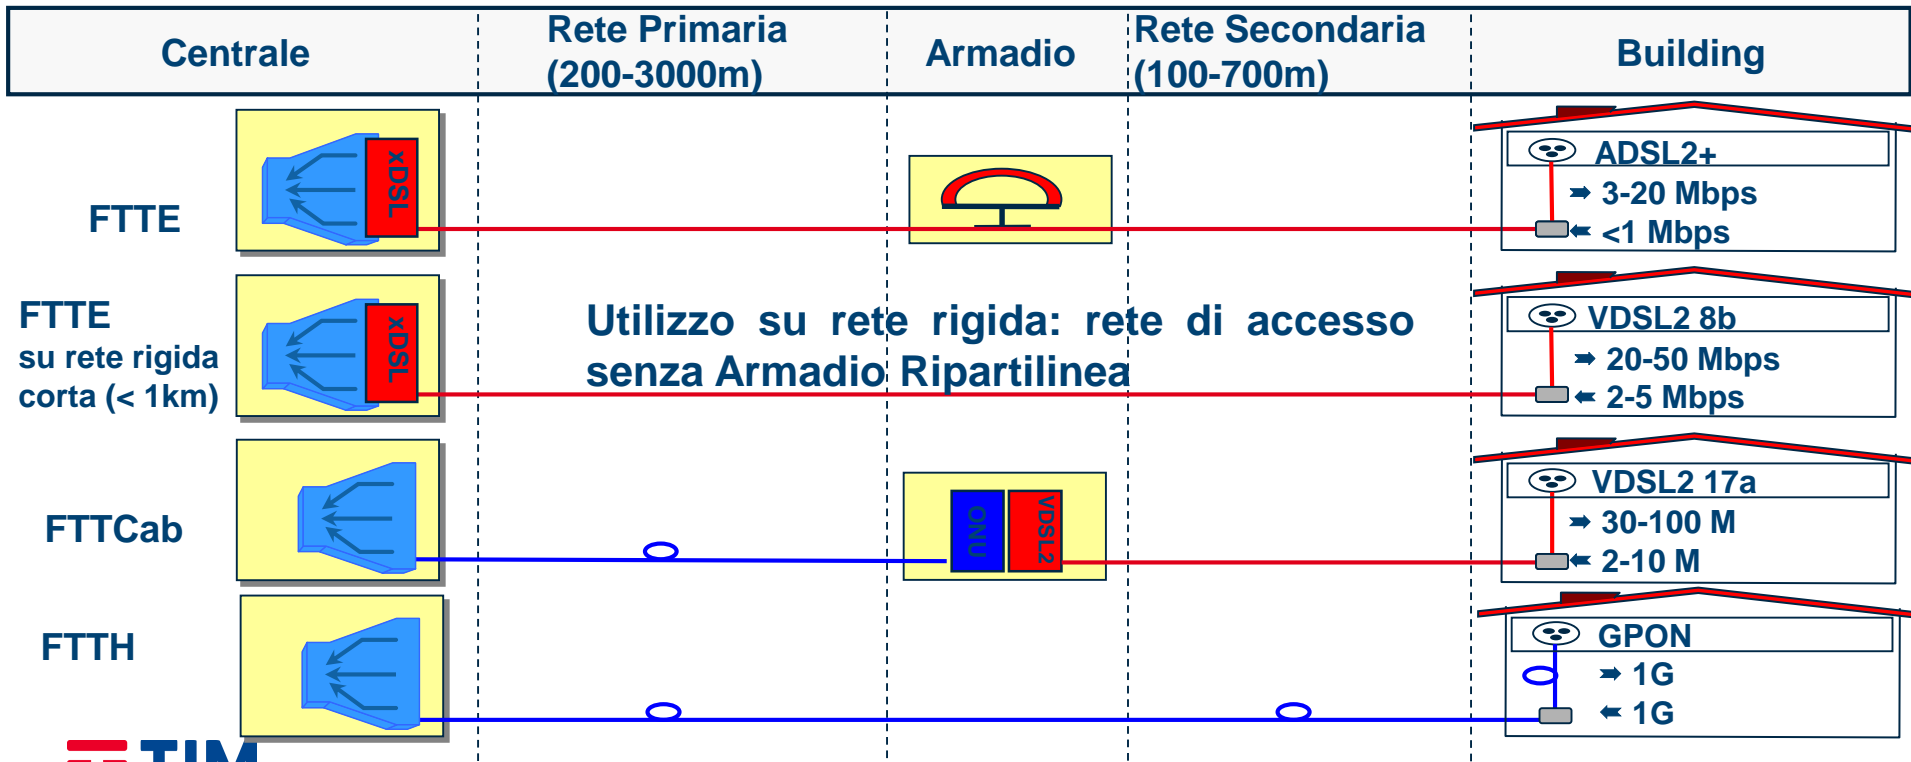 Centrale
Rete Primaria
(200-3000m)
Armadio
Rete Secondaria
(100-700m)
Building
FTTE
xDSL
ADSL2+
3-20 Mbps
<1 Mbps
FTTE
su rete rigida
corta (< 1km)
xDSL
Utilizzo su rete rigida: rete di accesso
senza Armadio Ripartilinea
VDSL2 8b
20-50 Mbps
2-5 Mbps
FTTCab
ONU
VDSL2
VDSL2 17a
30-100 M
2-10 M
FTTH
GPON
1G
1G
TIM